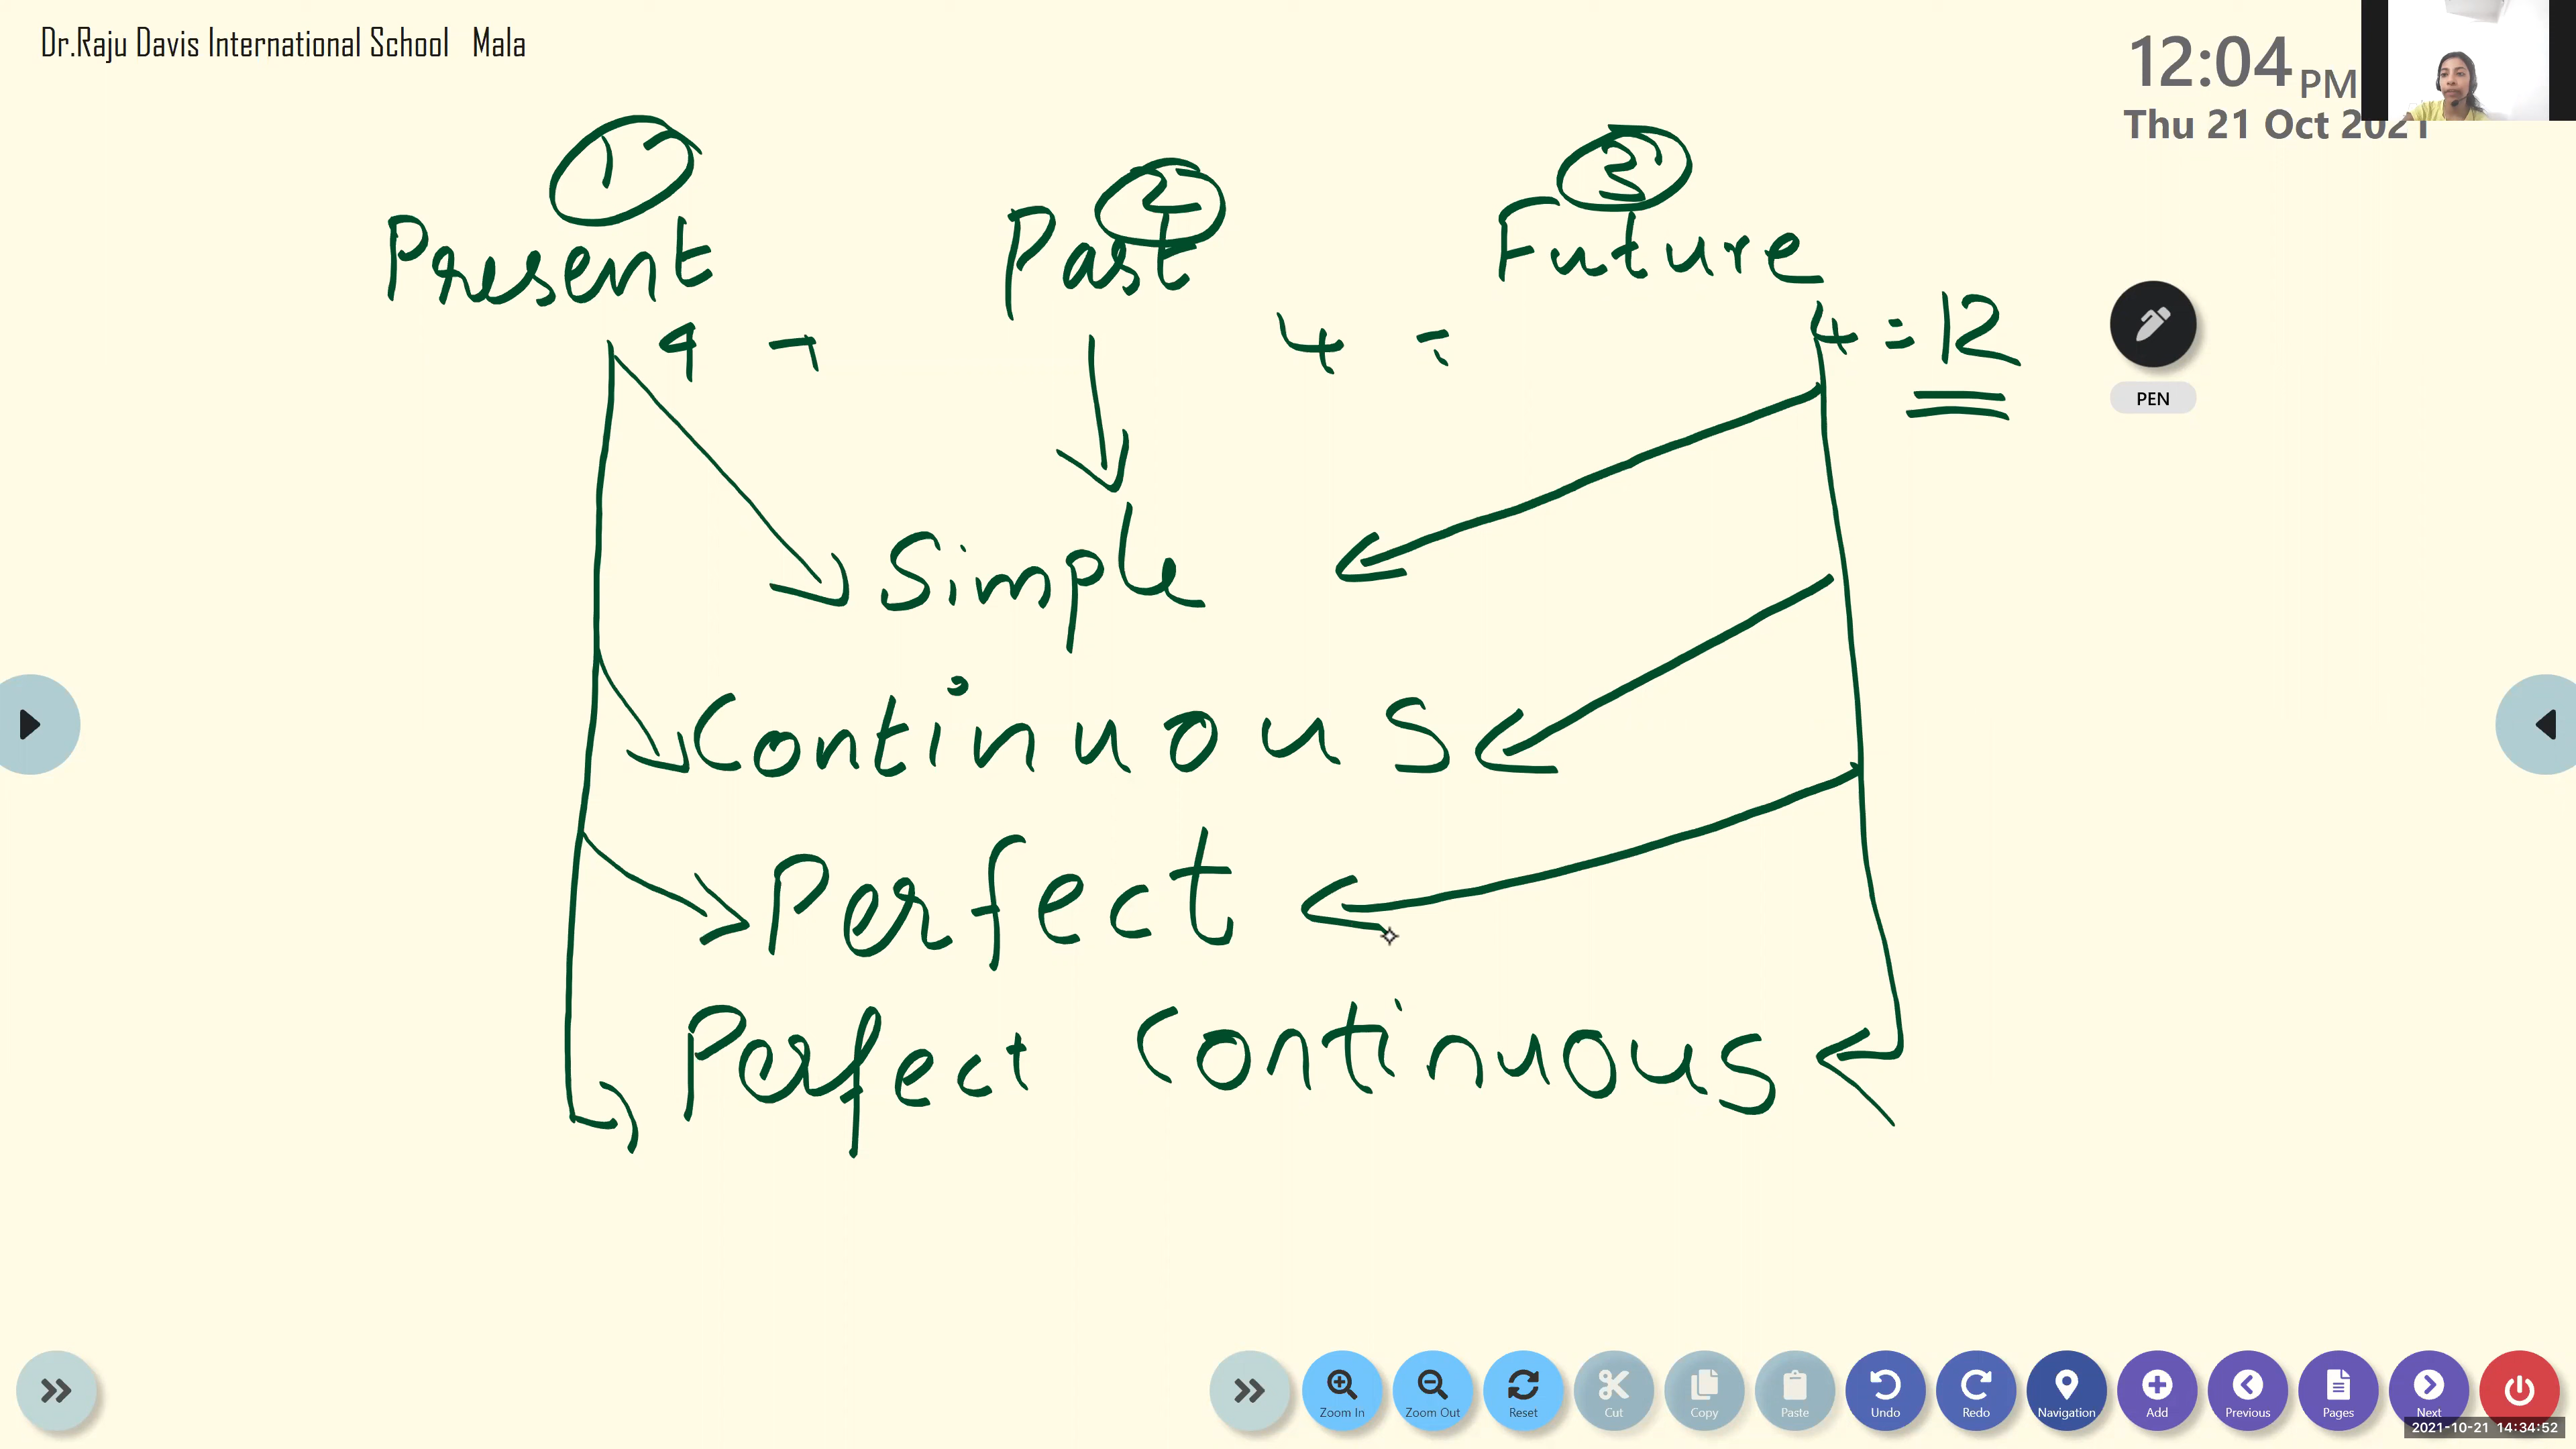 Dr.Raju Davis International School Mala
12:04 PM
Thu 21 Oct 2021
1 2 3
Present Past Future
4 4 4 = 12
PEN
Simple
Continuous
Perfect
Perfect Continuous
Zoom In Zoom Out Reset Cut Copy Paste Undo Redo Navigation Add Previous Pages Next
2021-10-21 14:34:52